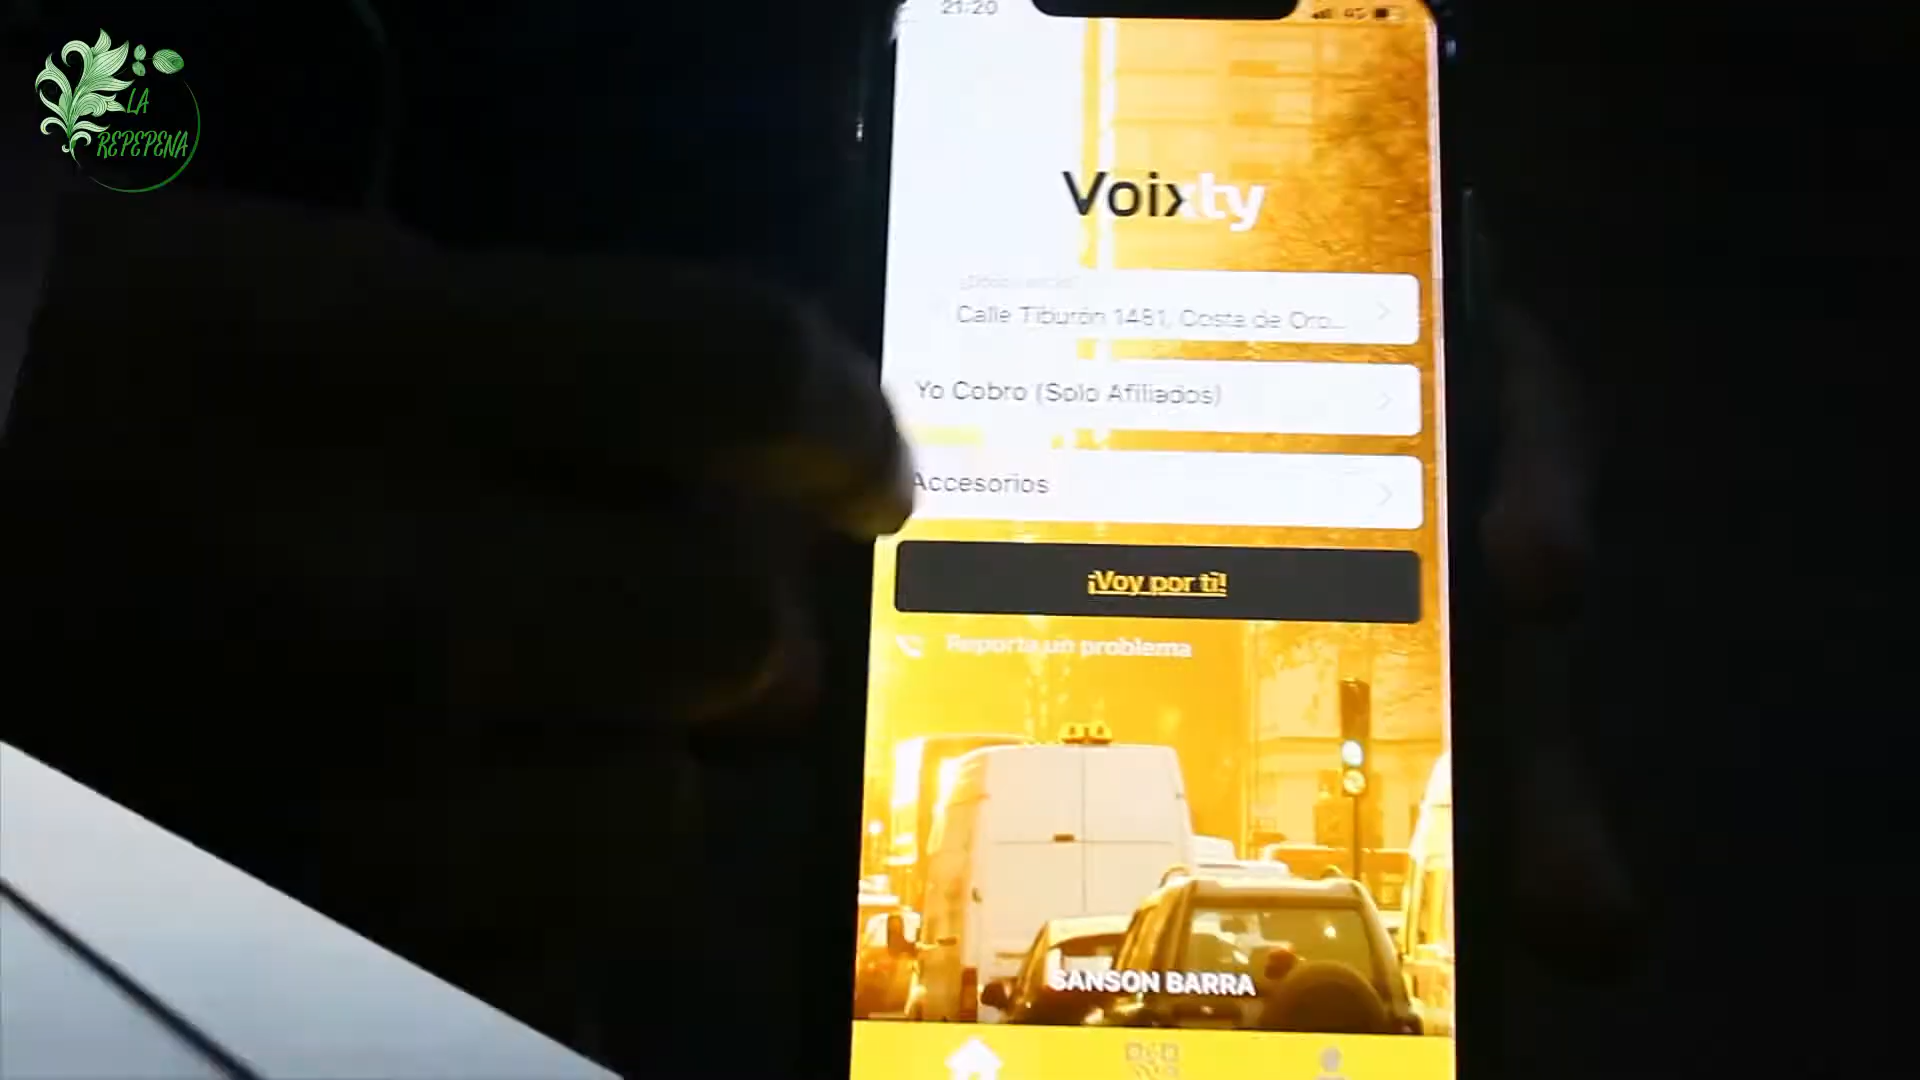 LA
REPEPENA
21:20
Voixty
Calle Tiburón 1481, Costa de Oro...
Yo Cobro (Solo Afiliados)
Accesorios
¡Voy por ti!
Reporta un problema
SANSON BARRA